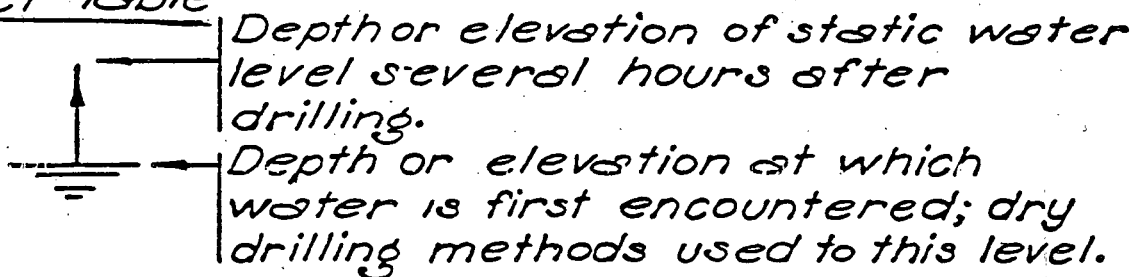 Table
Depth or elevation of static water
level several hours after
drilling.
Depth or elevation at which
water is first encountered; dry
drilling methods used to this level.